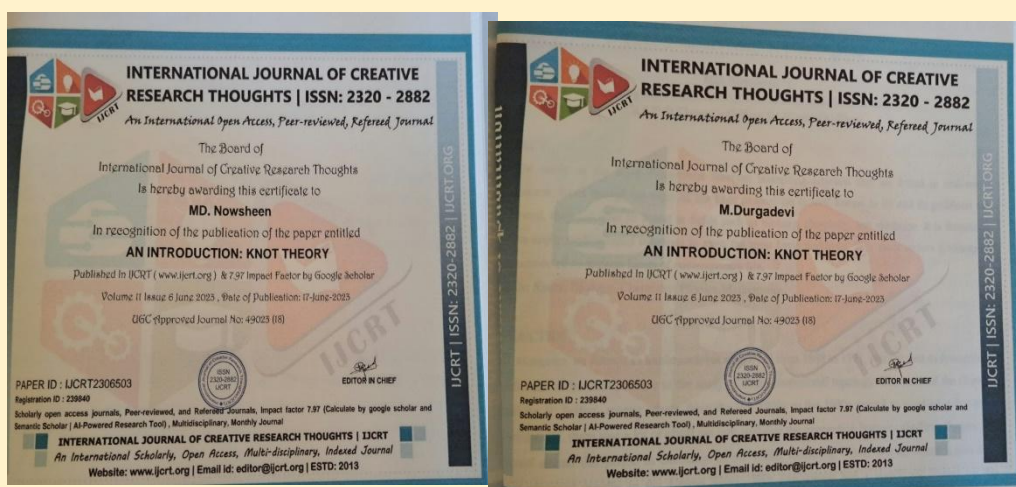 INTERNATIONAL JOURNAL OF CREATIVE
RESEARCH THOUGHTS | ISSN: 2320 - 2882
An International Open Access, Peer-reviewed, Refereed Journal
The Board of
International Journal of Creative Research Thoughts
Is hereby awarding this certificate to
MD. Nowsheen
In recognition of the publication of the paper entitled
AN INTRODUCTION: KNOT THEORY
Published In IJCRT ( www.ijcrt.org ) & 7.97 Impact Factor by Google Scholar
Volume 11 Issue 6 June 2023 , Date of Publication: 17-June-2023
UGC Approved Journal No: 49023 (18)
IJCRT
IJCRT
ISSN
2320-2882
IJCRT
PAPER ID : IJCRT2306503
EDITOR IN CHIEF
Registration ID : 239840
Scholarly open access journals, Peer-reviewed, and Refereed Journals, Impact factor 7.97 (Calculate by google scholar and
Semantic Scholar | AI-Powered Research Tool) , Multidisciplinary, Monthly Journal
INTERNATIONAL JOURNAL OF CREATIVE RESEARCH THOUGHTS | IJCRT
An International Scholarly, Open Access, Multi-disciplinary, Indexed Journal
Website: www.ijcrt.org | Email id: editor@ijcrt.org | ESTD: 2013
IJCRT | ISSN: 2320-2882 | IJCRT.ORG
INTERNATIONAL JOURNAL OF CREATIVE
RESEARCH THOUGHTS | ISSN: 2320 - 2882
An International Open Access, Peer-reviewed, Refereed Journal
The Board of
International Journal of Creative Research Thoughts
Is hereby awarding this certificate to
M.Durgadevi
In recognition of the publication of the paper entitled
AN INTRODUCTION: KNOT THEORY
Published In IJCRT ( www.ijcrt.org ) & 7.97 Impact Factor by Google Scholar
Volume 11 Issue 6 June 2023 , Date of Publication: 17-June-2023
UGC Approved Journal No: 49023 (18)
IJCRT
IJCRT
ISSN
2320-2882
IJCRT
PAPER ID : IJCRT2306503
EDITOR IN CHIEF
Registration ID : 239840
Scholarly open access journals, Peer-reviewed, and Refereed Journals, Impact factor 7.97 (Calculate by google scholar and
Semantic Scholar | AI-Powered Research Tool) , Multidisciplinary, Monthly Journal
INTERNATIONAL JOURNAL OF CREATIVE RESEARCH THOUGHTS | IJCRT
An International Scholarly, Open Access, Multi-disciplinary, Indexed Journal
Website: www.ijcrt.org | Email id: editor@ijcrt.org | ESTD: 2013
IJCRT | ISSN: 2320-2882 | IJCRT.ORG